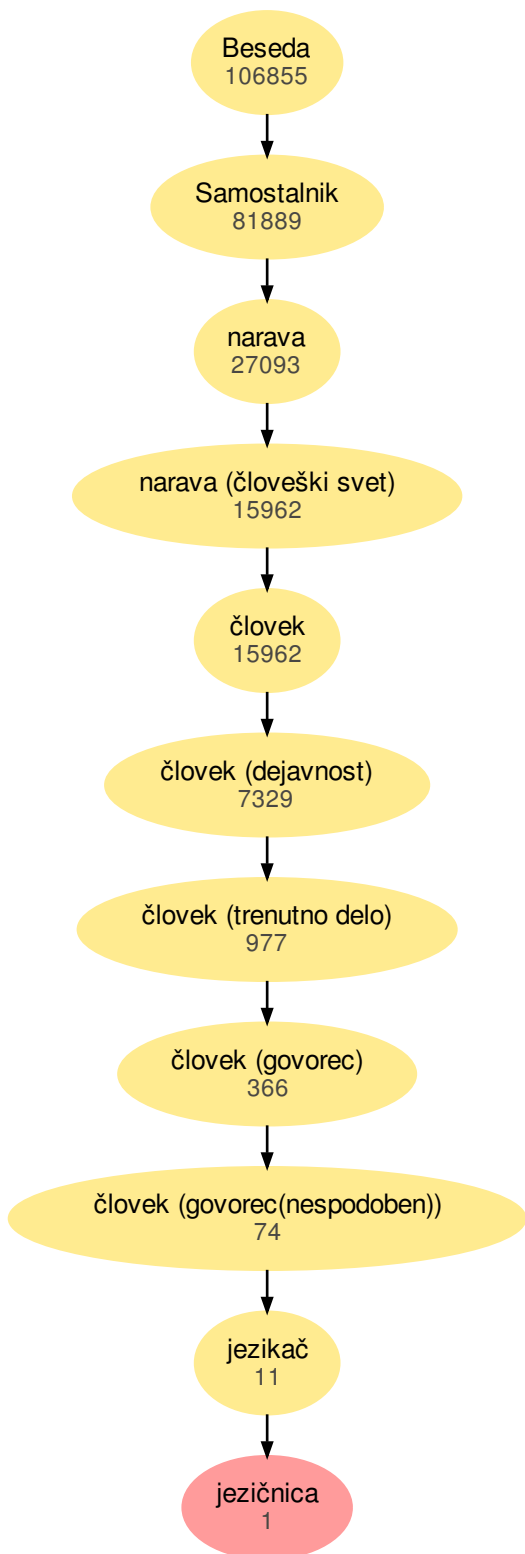 Beseda
106855
Samostalnik
81889
narava
27093
narava (človeški svet)
15962
človek
15962
človek (dejavnost)
7329
človek (trenutno delo)
977
človek (govorec)
366
človek (govorec(nespodoben))
74
jezikač
11
jezičnica
1